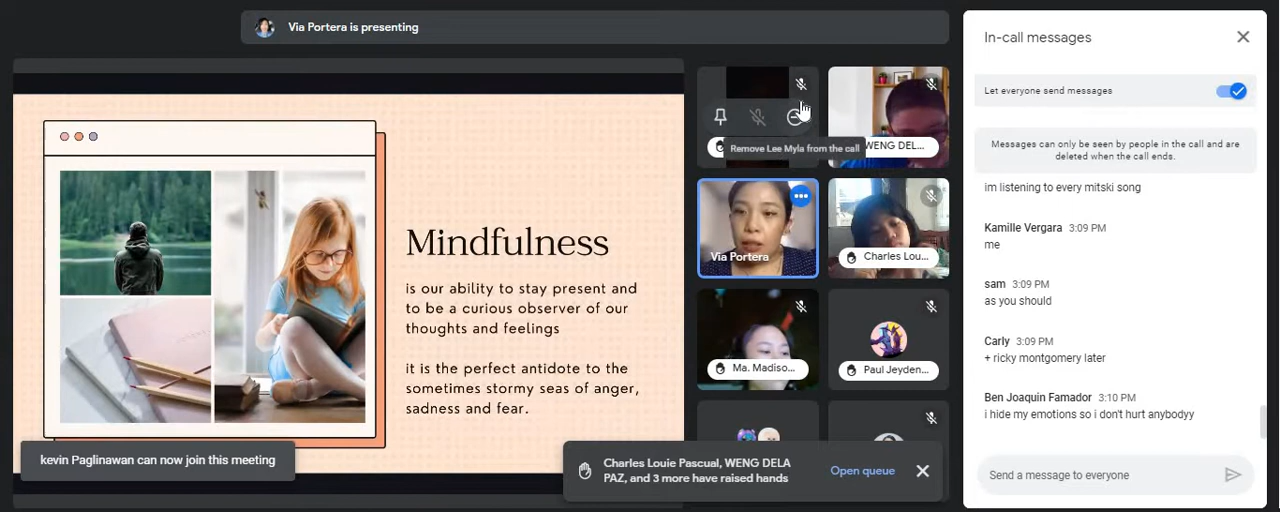 Via Portera is presenting
In-call messages
Let everyone send messages
Messages can only be seen by people in the call and are
deleted when the call ends.
im listening to every mitski song
Kamille Vergara 3:09 PM
me
sam 3:09 PM
as you should
Carly 3:09 PM
+ ricky montgomery later
Ben Joaquin Famador 3:10 PM
i hide my emotions so i don't hurt anybodyy
Send a message to everyone
Mindfulness
is our ability to stay present and
to be a curious observer of our
thoughts and feelings
it is the perfect antidote to the
sometimes stormy seas of anger,
sadness and fear.
Remove Lee Myla from the call
WENG DEL...
Via Portera
Charles Lou...
Ma. Madiso...
Paul Jeyden...
kevin Paglinawan can now join this meeting
Charles Louie Pascual, WENG DELA
PAZ, and 3 more have raised hands
Open queue